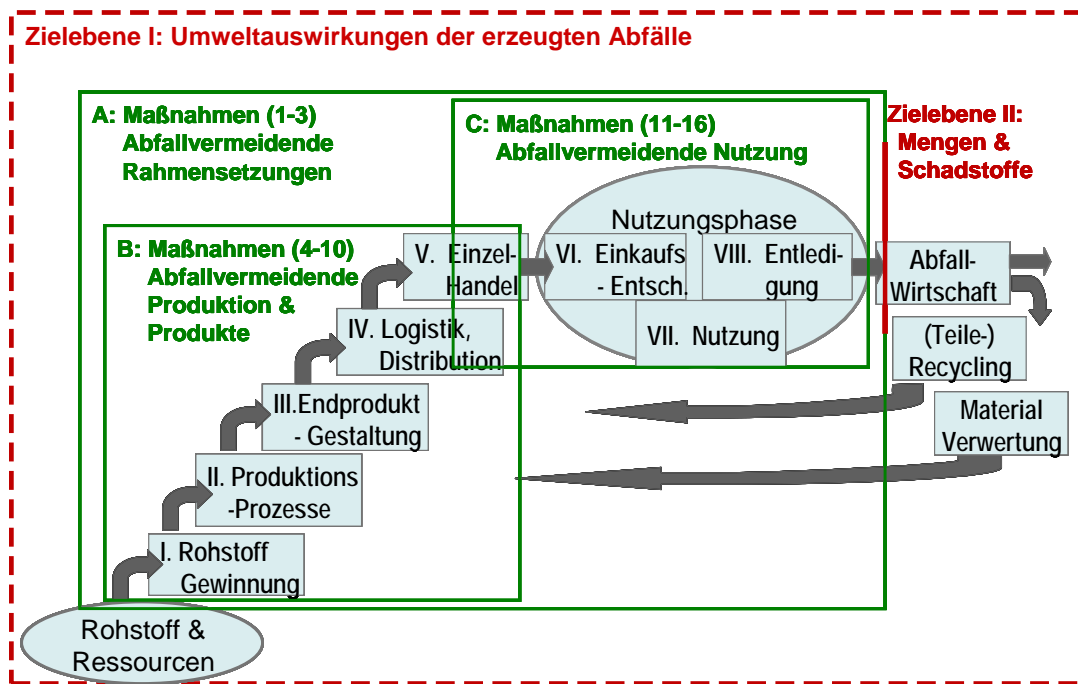 Zielebene I: Umweltauswirkungen der erzeugten Abfälle
A: Maßnahmen (1-3)
Abfallvermeidende
Rahmensetzungen
C: Maßnahmen (11-16)
Abfallvermeidende Nutzung
Zielebene II:
Mengen &
Schadstoffe
B: Maßnahmen (4-10)
Abfallvermeidende
Produktion &
Produkte
Nutzungsphase
V. Einzel-
Handel
VI. Einkaufs
- Entsch.
VIII. Entledi-
gung
VII. Nutzung
Abfall-
Wirtschaft
(Teile-)
Recycling
Material
Verwertung
IV. Logistik,
Distribution
III.Endprodukt
- Gestaltung
II. Produktions
-Prozesse
I. Rohstoff
Gewinnung
Rohstoff &
Ressourcen